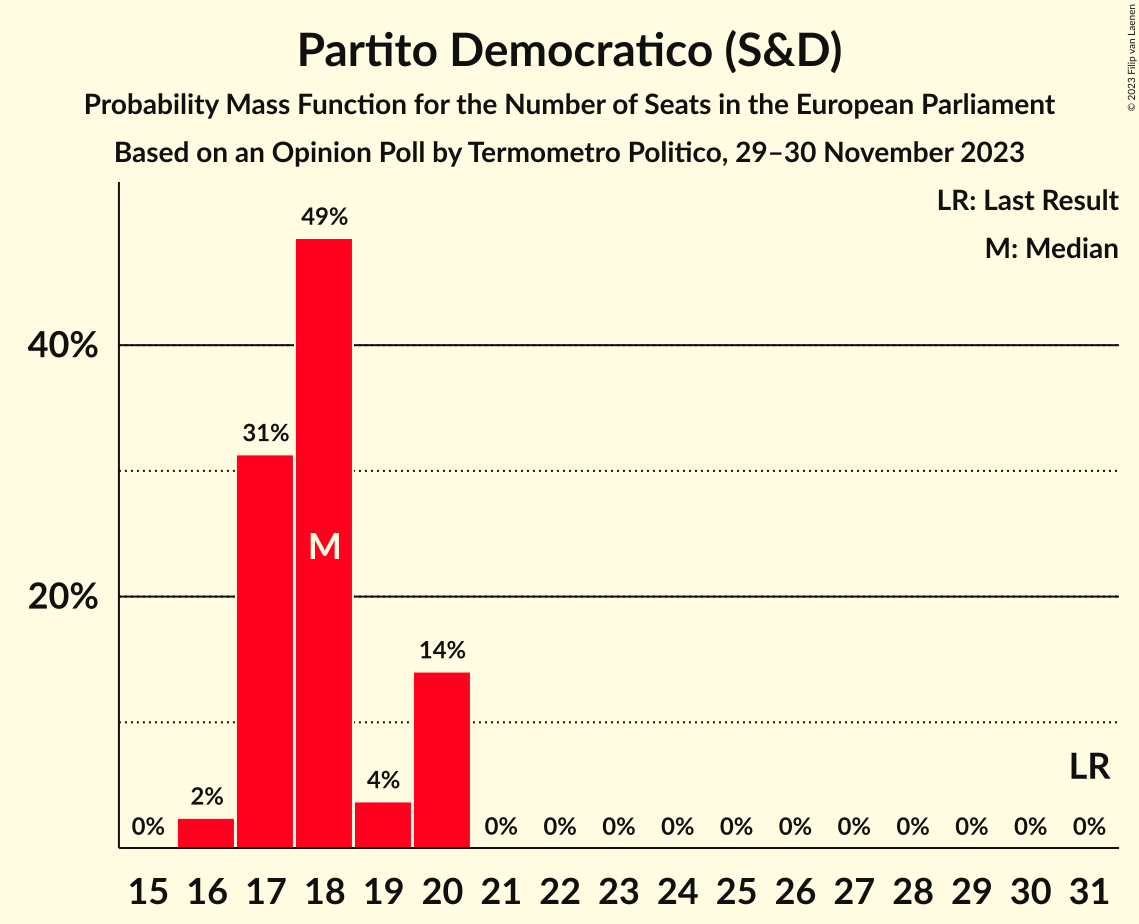 Partito Democratico (S&D)
Probability Mass Function for the Number of Seats in the European Parliament
Based on an Opinion Poll by Termometro Politico, 29–30 November 2023
© 2023 Filip van Laenen
LR: Last Result
M: Median
49%
40%
31%
M
20%
14%
LR
4%
2%
0% 0% 0% 0% 0% 0% 0% 0% 0% 0% 0% 0%
15 16 17 18 19 20 21 22 23 24 25 26 27 28 29 30 31